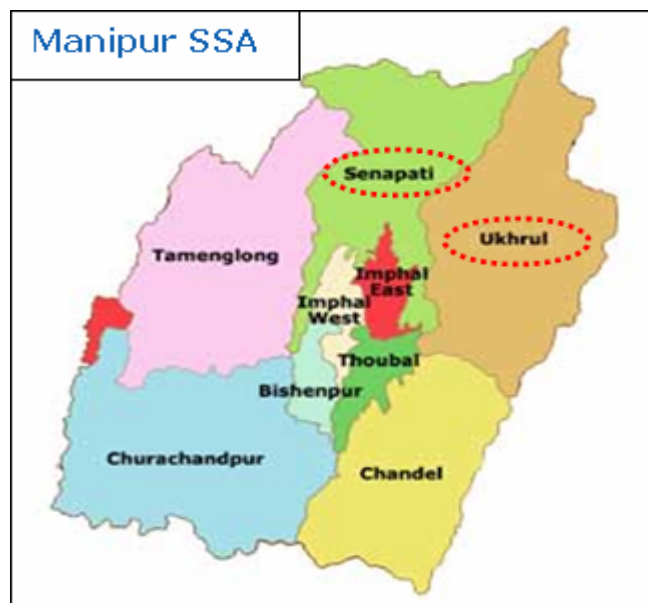 Manipur SSA
Senapati
Ukhrul
Tamenglong
Imphal
East
Imphal
West
Thoubal
Bishenpur
Churachandpur
Chandel